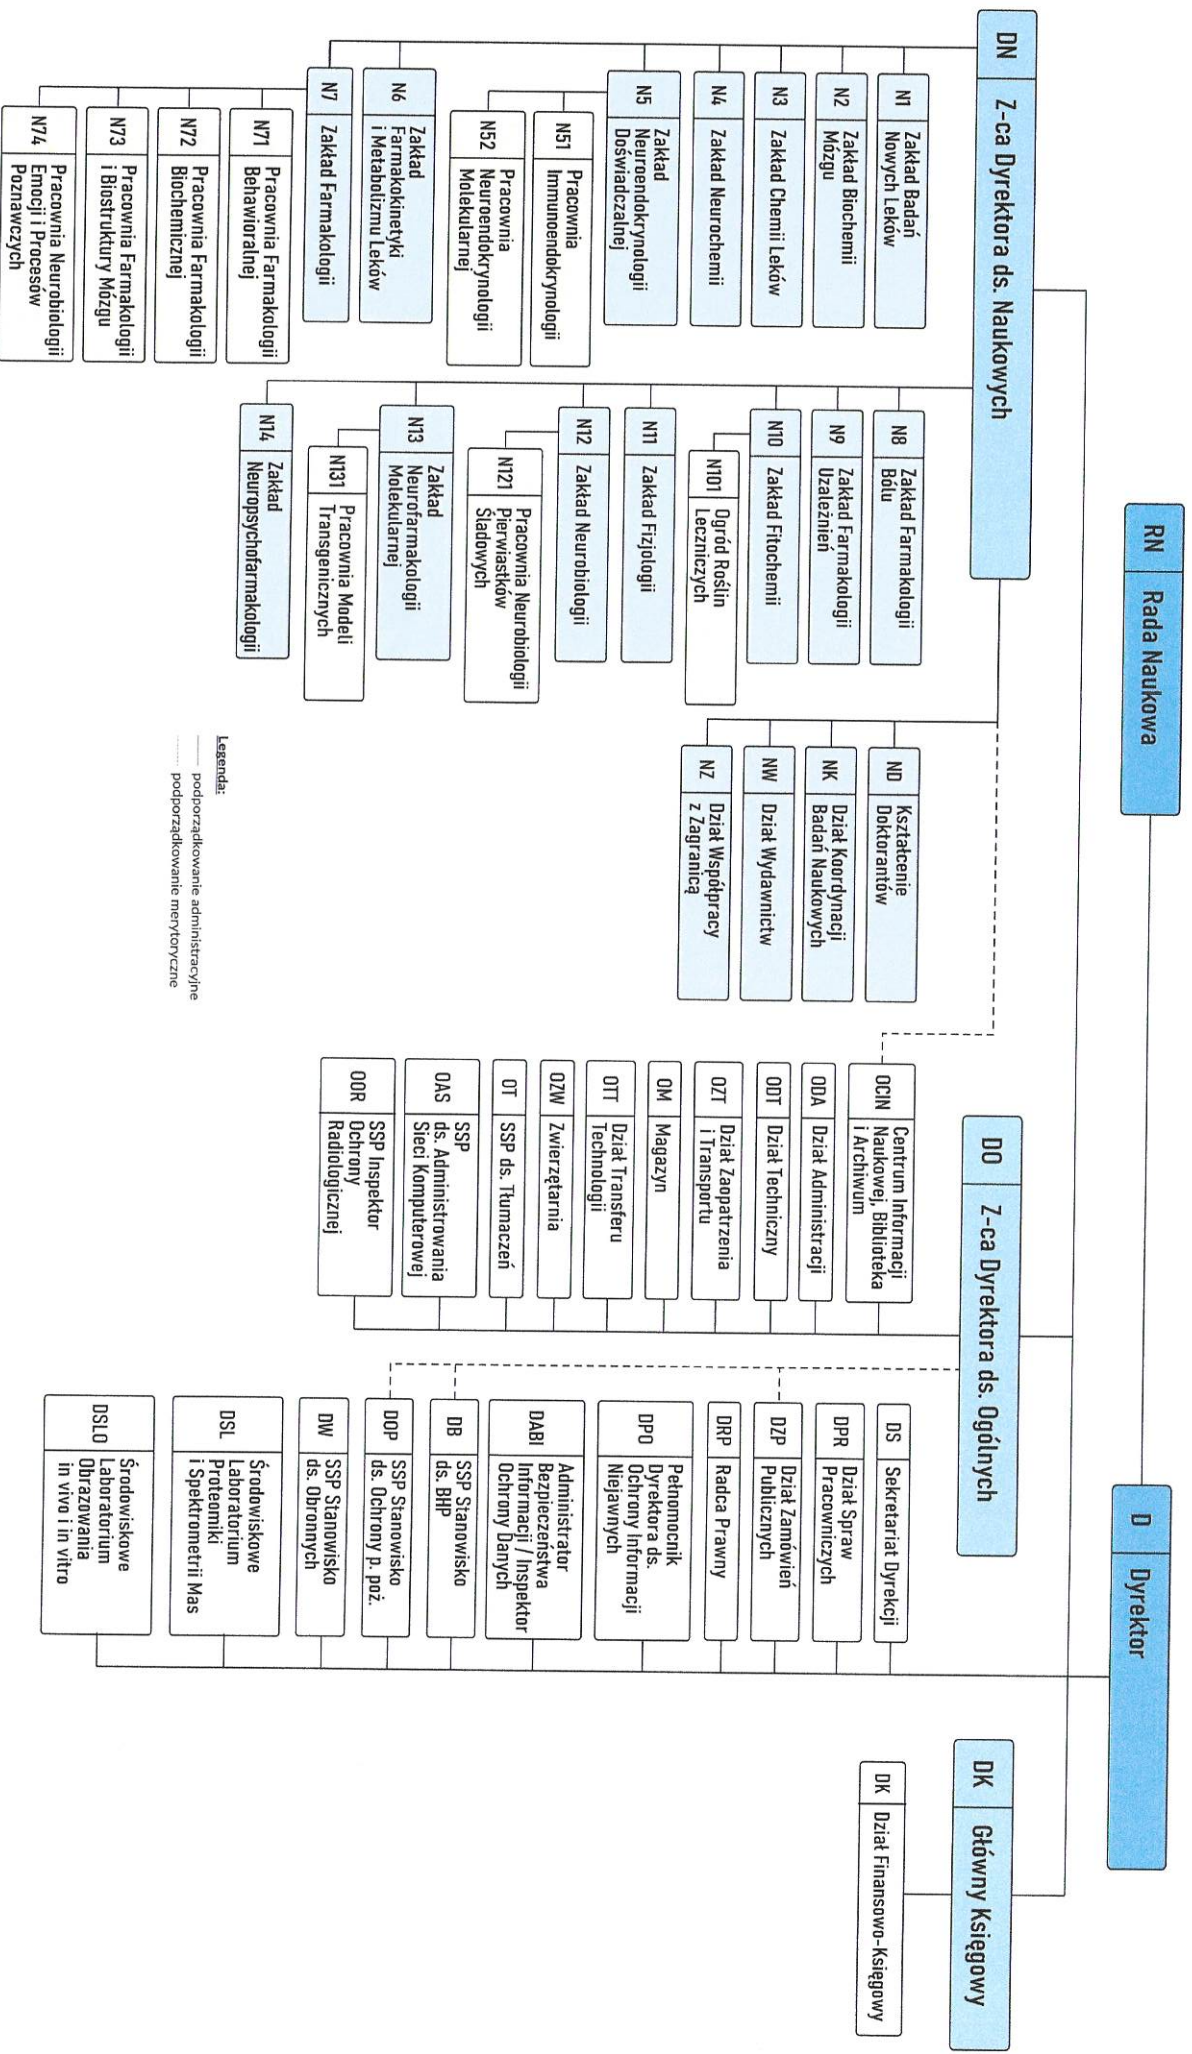 RN Rada Naukowa
D Dyrektor
DN Z-ca Dyrektora ds. Naukowych
N1 Zakład Badań
Nowych Leków
N2 Zakład Biochemii
Mózgu
N3 Zakład Chemii Leków
N4 Zakład Neurochemii
N5 Zakład
Neuroendokrynologii
Doświadczalnej
N51 Pracownia
Immunoendokrynologii
N52 Pracownia
Neuroendokrynologii
Molekularnej
N6 Zakład
Farmakokinetyki
i Metabolizmu Leków
N7 Zakład Farmakologii
N71 Pracownia Farmakologii
Behawioralnej
N72 Pracownia Farmakologii
Biochemicznej
N73 Pracownia Farmakologii
i Biostruktury Mózgu
N74 Pracownia Neurobiologii
Emocji i Procesów
Poznawczych
N8 Zakład Farmakologii
Bólu
N9 Zakład Farmakologii
Uzależnień
N10 Zakład Fitochemii
N101 Ogród Roślin
Leczniczych
N11 Zakład Fizjologii
N12 Zakład Neurobiologii
N121 Pracownia Neurobiologii
Pierwiastków
Śladowych
N13 Zakład
Neurofarmakologii
Molekularnej
N131 Pracownia Modeli
Transgenicznych
N14 Zakład
Neuropsychofarmakologii
ND Kształcenie
Doktorantów
NK Dział Koordynacji
Badań Naukowych
NW Dział Wydawnictw
NZ Dział Współpracy
z Zagranicą
Legenda:
podporządkowanie administracyjne
podporządkowanie merytoryczne
DO Z-ca Dyrektora ds. Ogólnych
OCIN Centrum Informacji
Naukowej, Biblioteka
i Archiwum
ODA Dział Administracji
ODT Dział Techniczny
OZT Dział Zaopatrzenia
i Transportu
OM Magazyn
OTT Dział Transferu
Technologii
OZW Zwierzętarnia
OT SSP ds. Tłumaczeń
OAS SSP
ds. Administrowania
Sieci Komputerowej
OOR SSP Inspektor
Ochrony
Radiologicznej
DS Sekretariat Dyrekcji
DPR Dział Spraw
Pracowniczych
DZP Dział Zamówień
Publicznych
DRP Radca Prawny
DPO Pełnomocnik
Dyrektora ds.
Ochrony Informacji
Niejawnych
DABI Administrator
Bezpieczeństwa
Informacji / Inspektor
Ochrony Danych
DB SSP Stanowisko
ds. BHP
DOP SSP Stanowisko
ds. Ochrony p. poż.
DW SSP Stanowisko
ds. Obronnych
DSL Środowiskowe
Laboratorium
Proteomiki
i Spektrometrii Mas
DSLO Środowiskowe
Laboratorium
Obrazowania
in vivo i in vitro
DK Główny Księgowy
DK Dział Finansowo-Księgowy